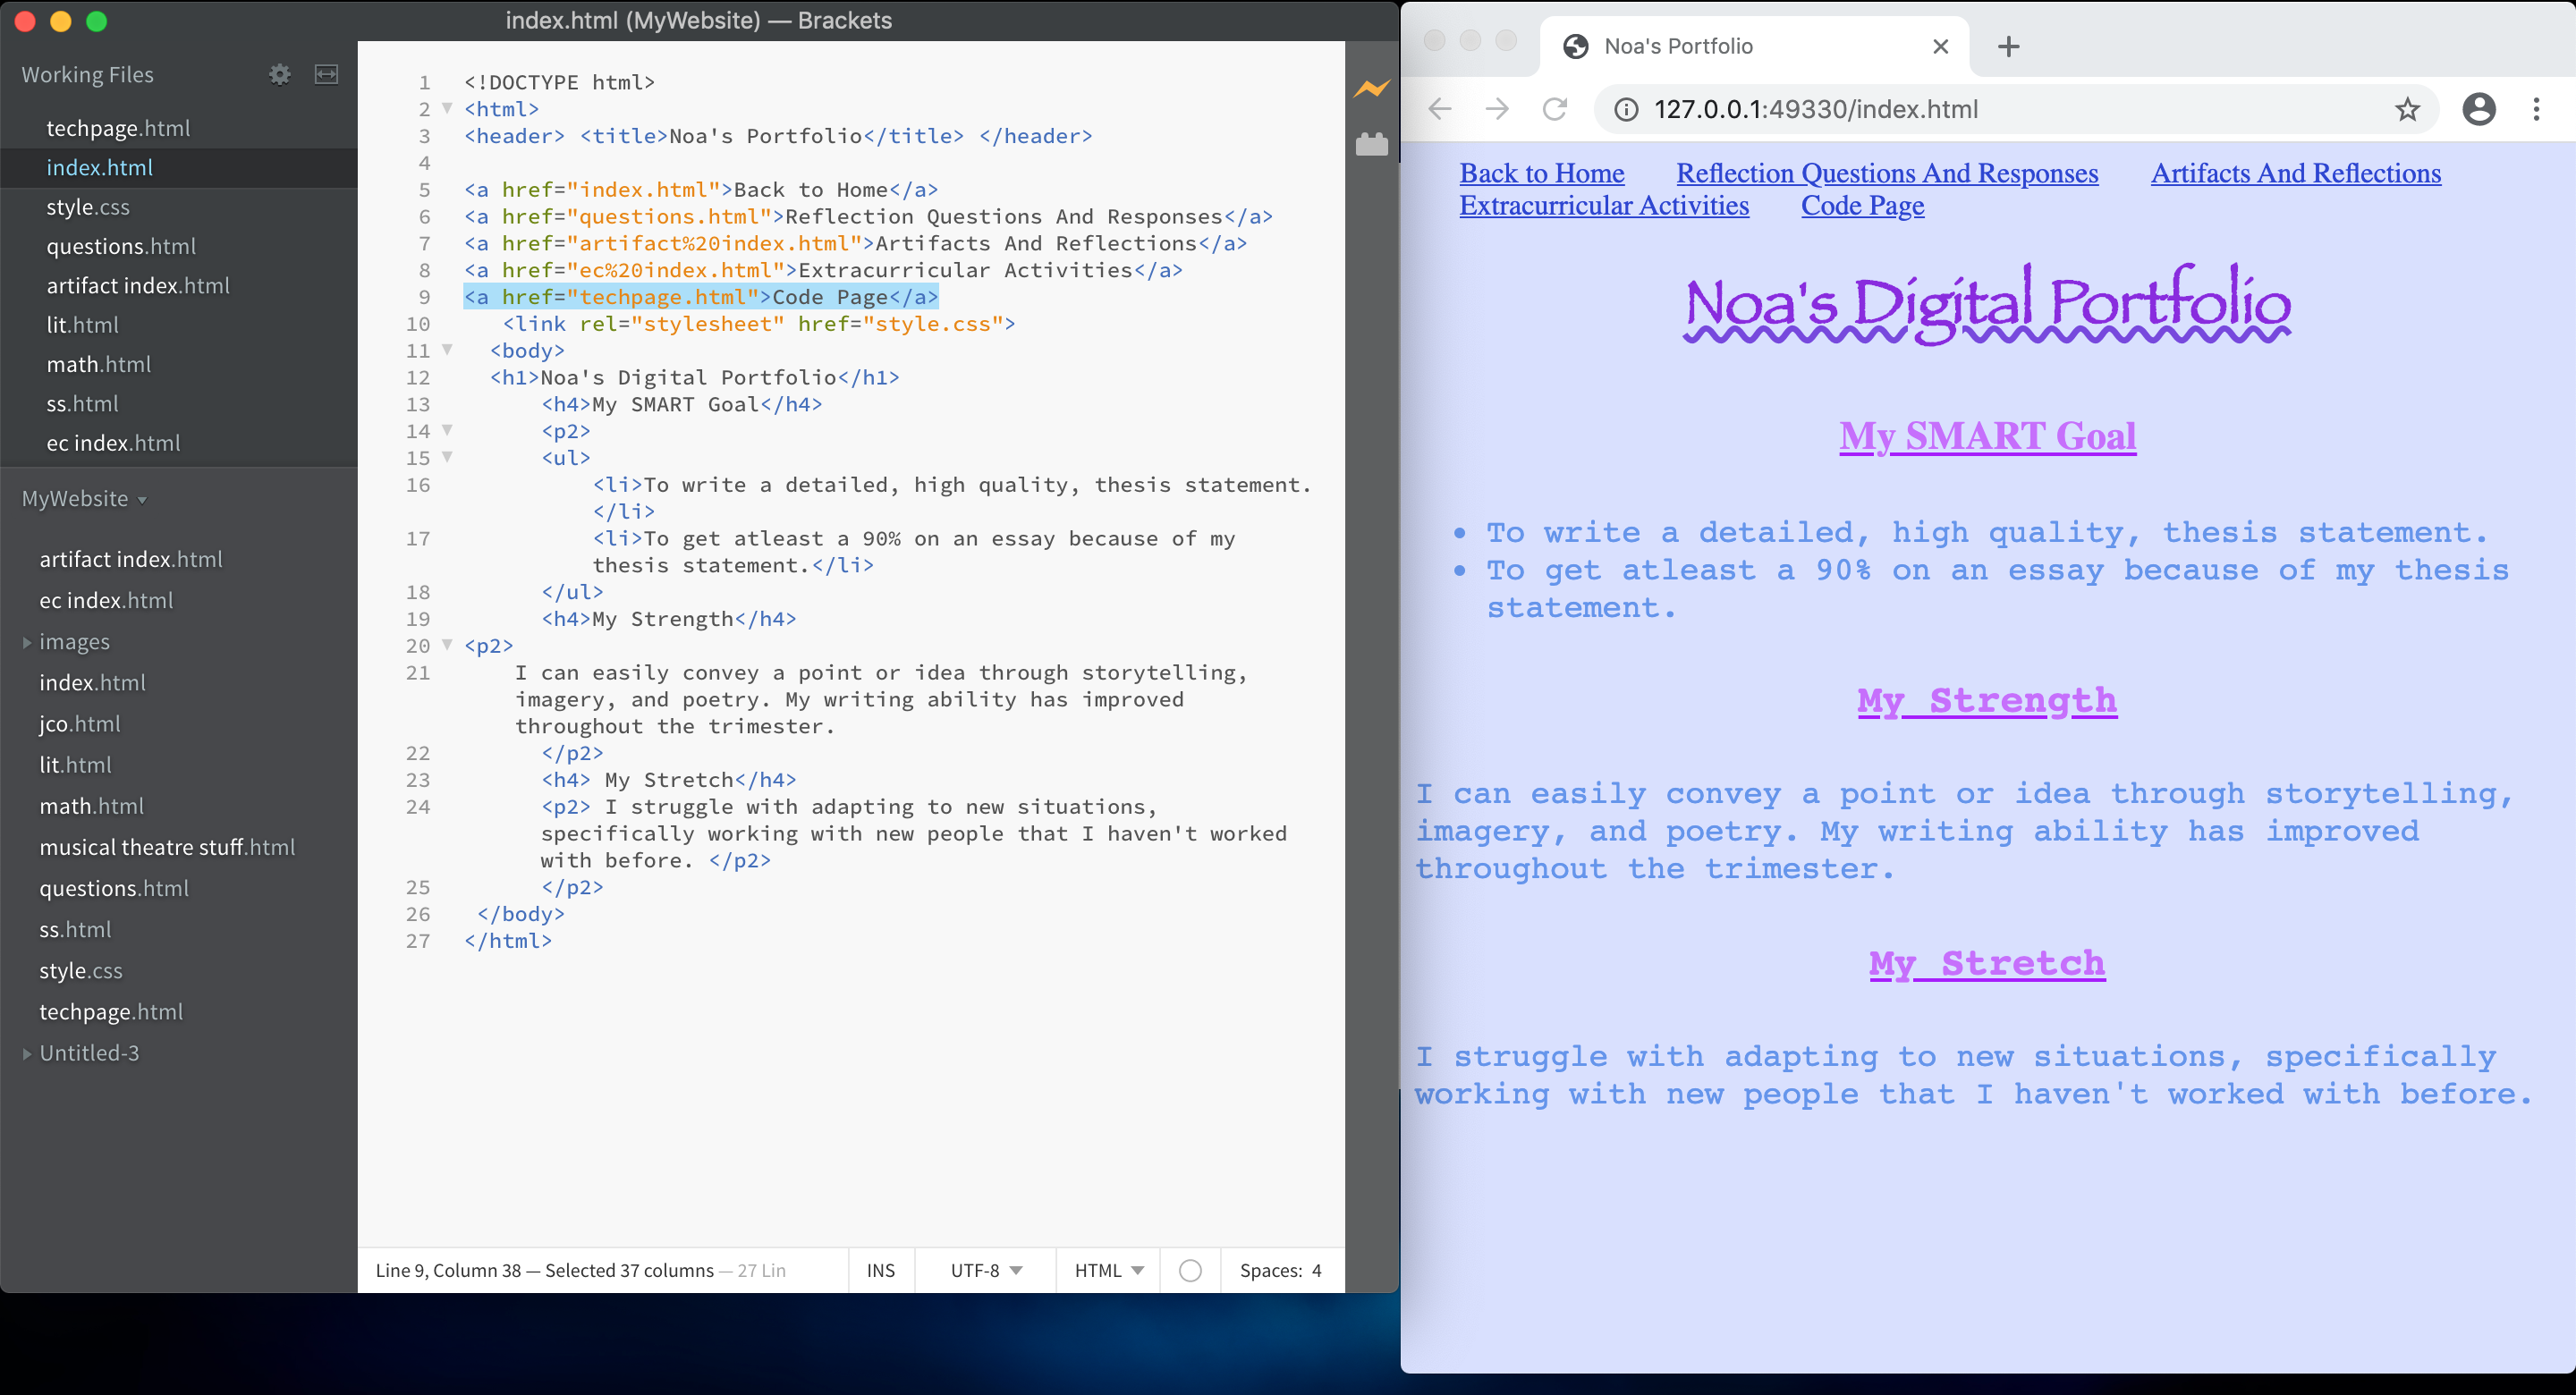 index.html (MyWebsite) — Brackets
Working Files
techpage.html
index.html
style.css
questions.html
artifact index.html
lit.html
math.html
ss.html
ec index.html
MyWebsite
artifact index.html
ec index.html
images
index.html
jco.html
lit.html
math.html
musical theatre stuff.html
questions.html
ss.html
style.css
techpage.html
Untitled-3
1 <!DOCTYPE html>
2 <html>
3 <header> <title>Noa's Portfolio</title> </header>
4
5 <a href="index.html">Back to Home</a>
6 <a href="questions.html">Reflection Questions And Responses</a>
7 <a href="artifact%20index.html">Artifacts And Reflections</a>
8 <a href="ec%20index.html">Extracurricular Activities</a>
9 <a href="techpage.html">Code Page</a>
10 <link rel="stylesheet" href="style.css">
11 <body>
12 <h1>Noa's Digital Portfolio</h1>
13 <h4>My SMART Goal</h4>
14 <p2>
15 <ul>
16 <li>To write a detailed, high quality, thesis statement.
</li>
17 <li>To get atleast a 90% on an essay because of my
thesis statement.</li>
18 </ul>
19 <h4>My Strength</h4>
20 <p2>
21 I can easily convey a point or idea through storytelling,
imagery, and poetry. My writing ability has improved
throughout the trimester.
22 </p2>
23 <h4> My Stretch</h4>
24 <p2> I struggle with adapting to new situations,
specifically working with new people that I haven't worked
with before. </p2>
25 </p2>
26 </body>
27 </html>
Line 9, Column 38 — Selected 37 columns — 27 Lin
INS
UTF-8
HTML
Spaces: 4
Noa's Portfolio
127.0.0.1:49330/index.html
Back to Home Reflection Questions And Responses Artifacts And Reflections
Extracurricular Activities Code Page
Noa's Digital Portfolio
My SMART Goal
• To write a detailed, high quality, thesis statement.
• To get atleast a 90% on an essay because of my thesis
statement.
My Strength
I can easily convey a point or idea through storytelling,
imagery, and poetry. My writing ability has improved
throughout the trimester.
My Stretch
I struggle with adapting to new situations, specifically
working with new people that I haven't worked with before.